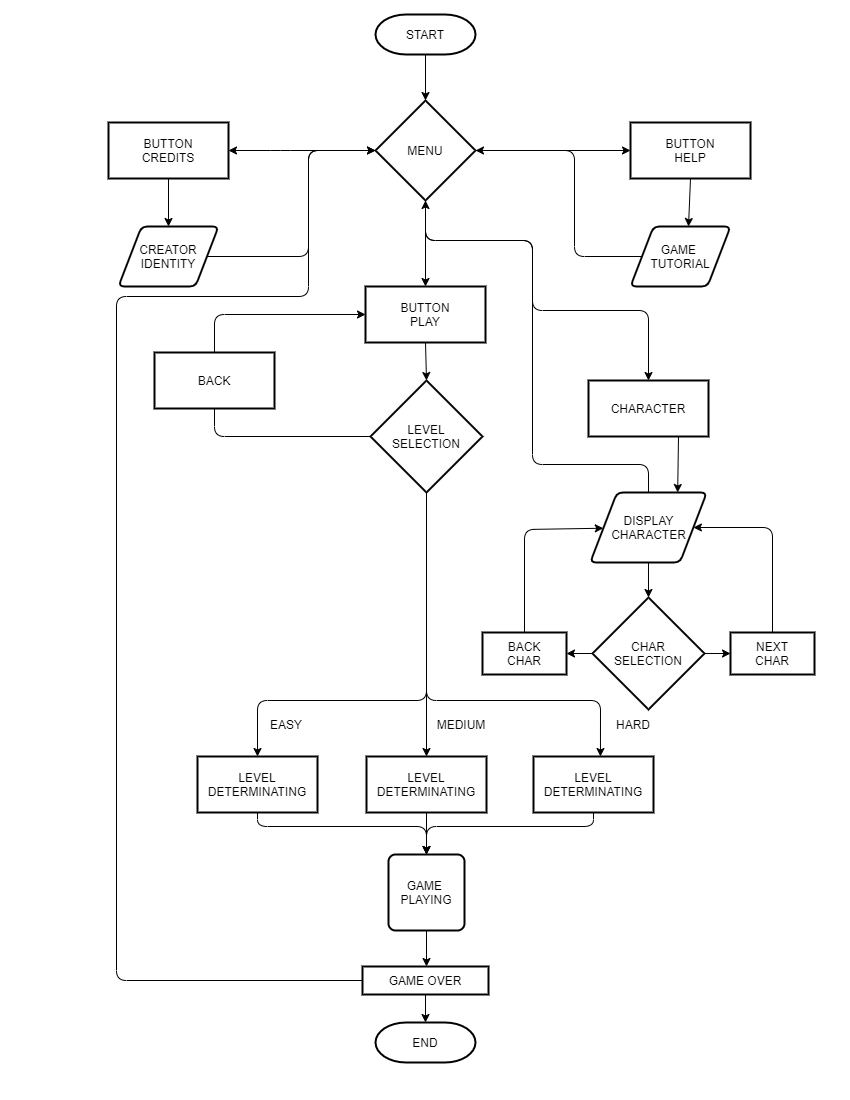 START
MENU
BUTTON
CREDITS
BUTTON
HELP
CREATOR
IDENTITY
GAME
TUTORIAL
BUTTON
PLAY
BACK
LEVEL
SELECTION
CHARACTER
DISPLAY
CHARACTER
BACK
CHAR
CHAR
SELECTION
NEXT
CHAR
EASY
MEDIUM
HARD
LEVEL
DETERMINATING
LEVEL
DETERMINATING
LEVEL
DETERMINATING
GAME
PLAYING
GAME OVER
END